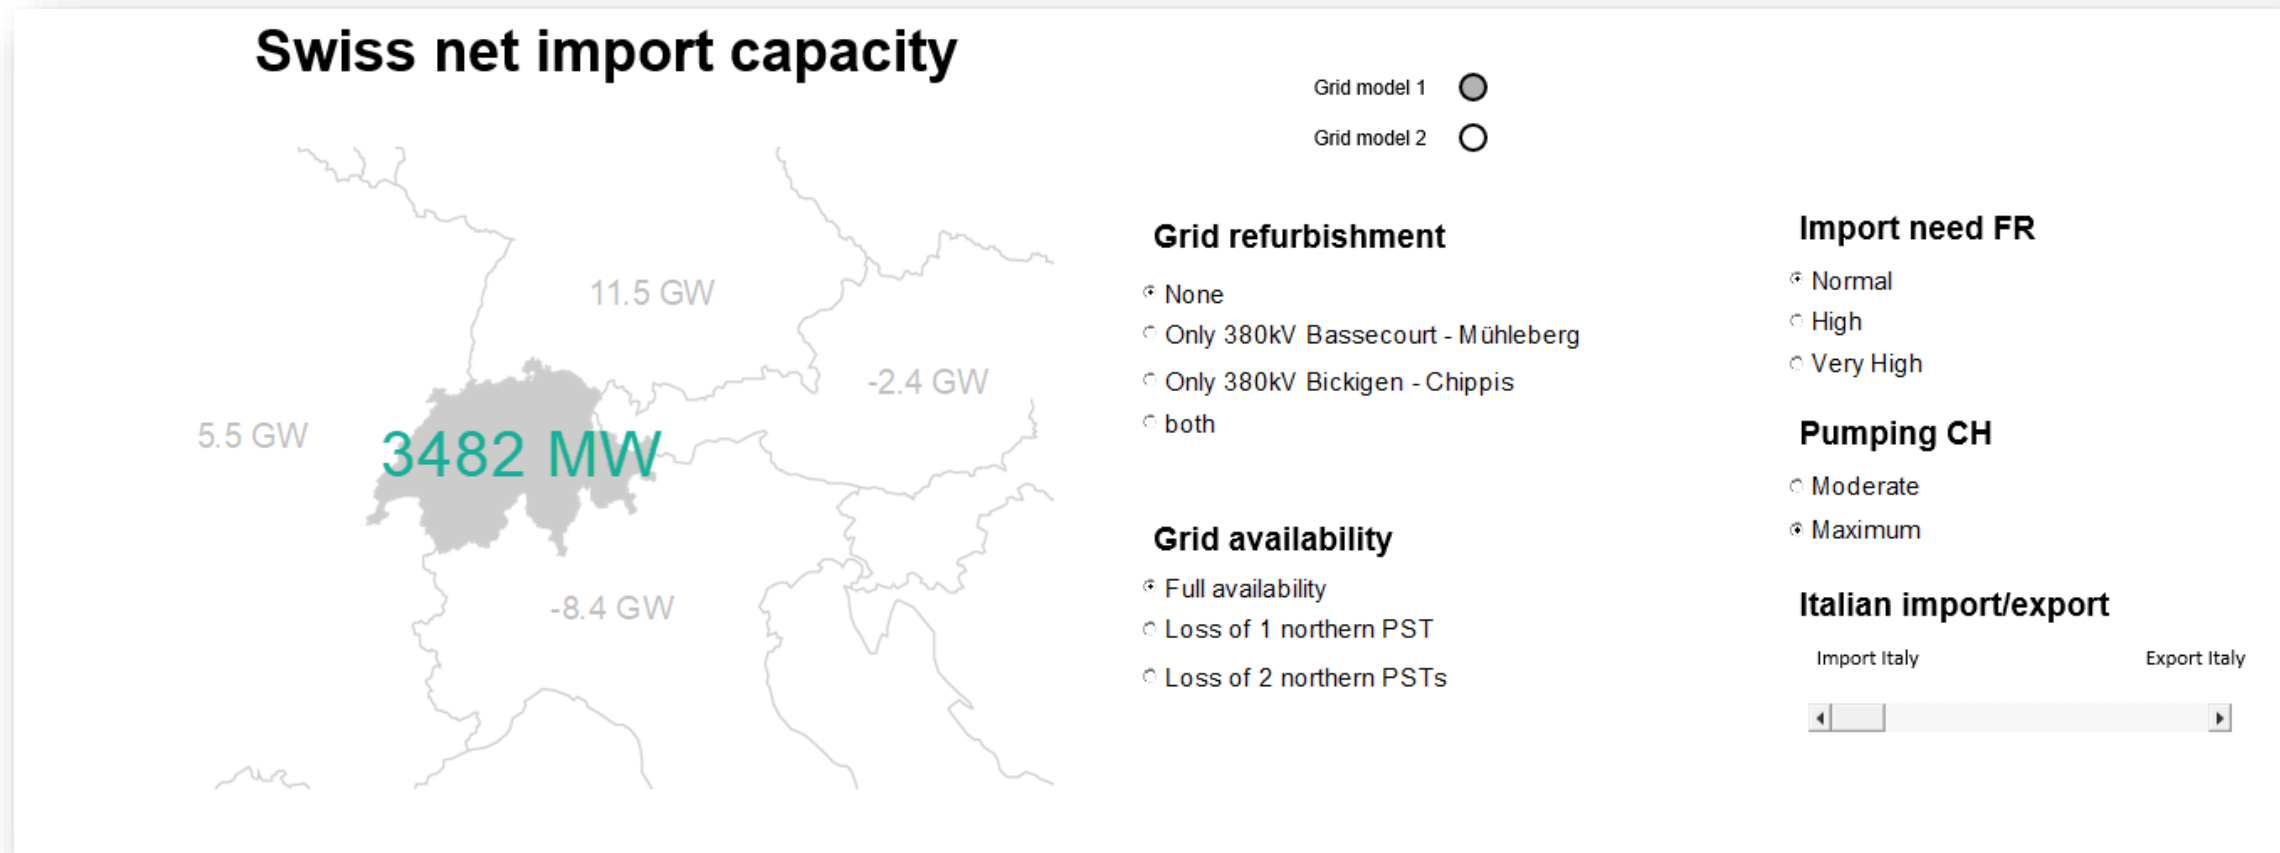 Swiss net import capacity
Grid model 1
Grid model 2
11.5 GW
-2.4 GW
5.5 GW
3482 MW
-8.4 GW
Grid refurbishment
None
Only 380kV Bassecourt - Mühleberg
Only 380kV Bickigen - Chippis
both
Grid availability
Full availability
Loss of 1 northern PST
Loss of 2 northern PSTs
Import need FR
Normal
High
Very High
Pumping CH
Moderate
Maximum
Italian import/export
Import Italy
Export Italy